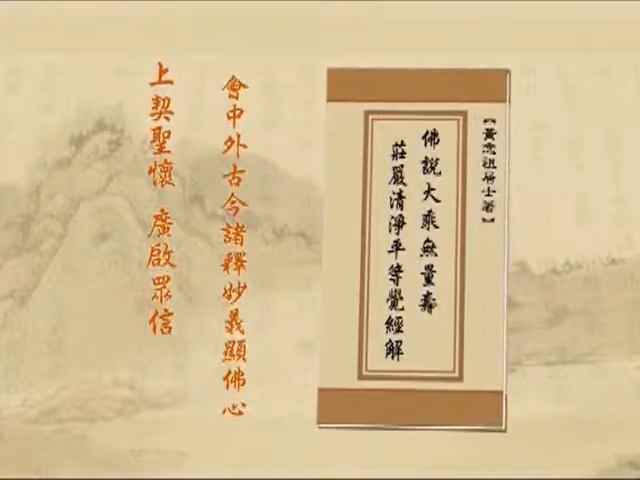 【黃念祖居士著】
佛說大乘無量壽
莊嚴清淨平等覺經解
會中外古今諸釋妙義顯佛心
上契聖懷 廣啟眾信